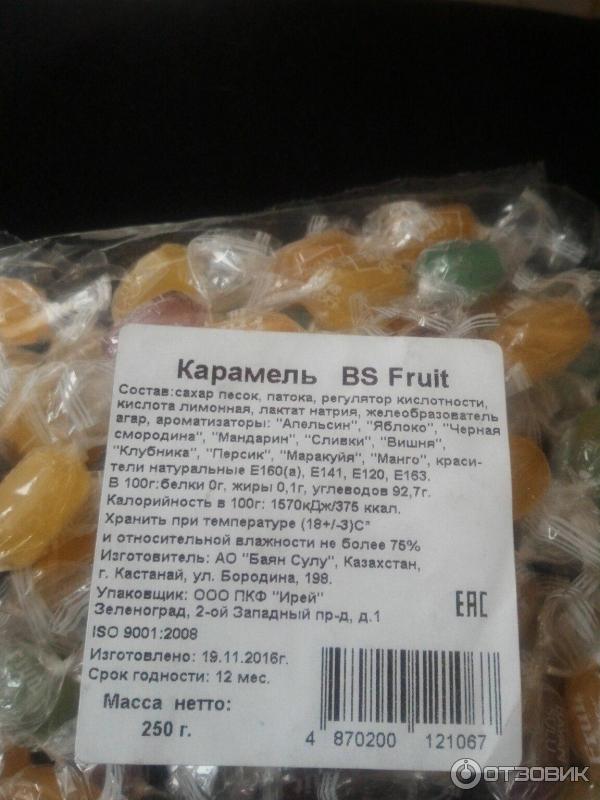 Карамель BS Fruit
Состав:сахар песок, патока, регулятор кислотности,
кислота лимонная, лактат натрия, желеобразователь
агар, ароматизаторы: "Апельсин", "Яблоко", "Черная
смородина", "Мандарин", "Сливки", "Вишня",
"Клубника", "Персик", "Маракуйя", "Манго", краси-
тели натуральные Е160(а), Е141, Е120, Е163.
В 100г:белки 0г, жиры 0,1г, углеводов 92,7г.
Калорийность в 100г: 1570кДж/375 ккал.
Хранить при температуре (18+/-3)С°
и относительной влажности не более 75%
Изготовитель: АО "Баян Сулу", Казахстан,
г. Кастанай, ул. Бородина, 198.
Упаковщик: ООО ПКФ "Ирей"
Зеленоград, 2-ой Западный пр-д, д.1
ISO 9001:2008
EAC
Изготовлено: 19.11.2016г.
Срок годности: 12 мес.
Масса нетто:
250 г.
4 870200 121067
ОТЗОВИК